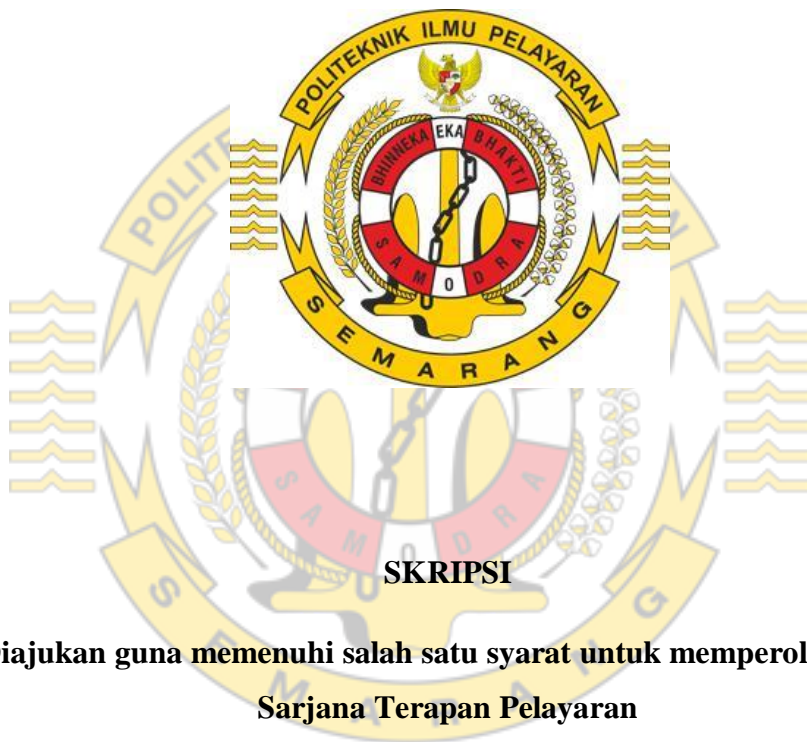 POLITEKNIK ILMU PELAYARAN
BHINNEKA EKA BHAKTI
SAMODRA
SEMARANG
SKRIPSI
iajukan guna memenuhi salah satu syarat untuk memperol
Sarjana Terapan Pelayaran